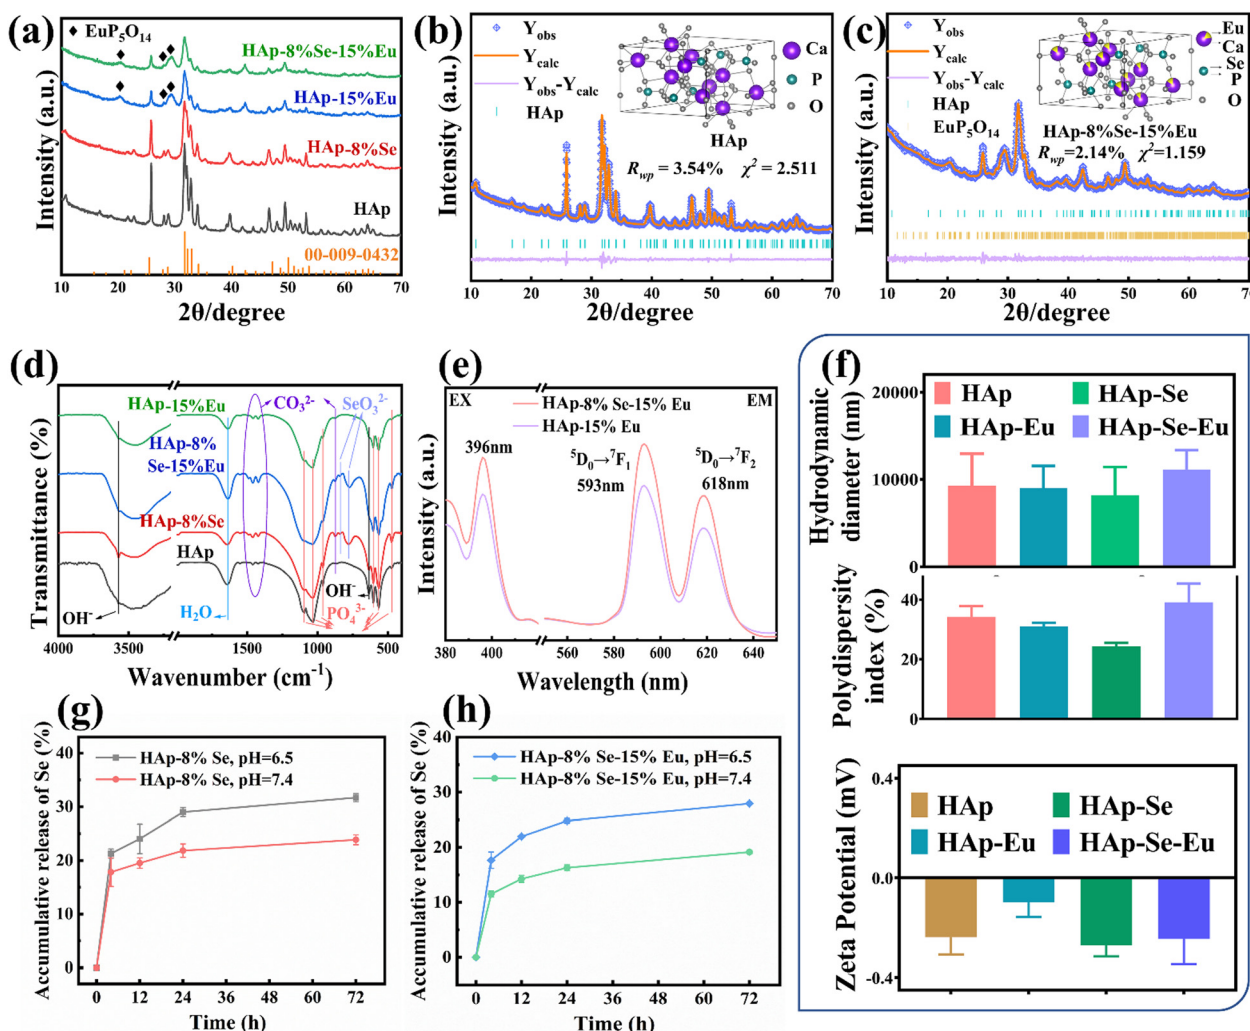 (a)
◆ EuP₅O₁₄
HAp-8%Se-15%Eu
HAp-15%Eu
HAp-8%Se
HAp
00-009-0432
Intensity (a.u.)
10 20 30 40 50 60 70
2θ/degree
(b)
Y_obs
Y_calc
Y_obs-Y_calc
HAp
Ca
P
O
HAp
R_wp = 3.54% χ² = 2.511
Intensity (a.u.)
10 20 30 40 50 60 70
2θ/degree
(c)
Y_obs
Y_calc
Y_obs-Y_calc
HAp
EuP₅O₁₄
Eu
Ca
Se
P
O
HAp-8%Se-15%Eu
R_wp=2.14% χ²=1.159
Intensity (a.u.)
10 20 30 40 50 60 70
2θ/degree
(d)
HAp-15%Eu
CO₃²⁻
SeO₃²⁻
HAp-8%
Se-15%Eu
HAp-8%Se
HAp
OH⁻
H₂O
OH⁻
PO₄³⁻
Transmittance (%)
4000 3500 1500 1000 500
Wavenumber (cm⁻¹)
(e)
EX
EM
HAp-8% Se-15% Eu
HAp-15% Eu
396nm
⁵D₀→⁷F₁
593nm
⁵D₀→⁷F₂
618nm
Intensity (a.u.)
380 400 560 580 600 620 640
Wavelength (nm)
(f)
HAp
HAp-Se
HAp-Eu
HAp-Se-Eu
Hydrodynamic
diameter (nm)
20000
10000
0
Polydispersity
index (%)
40
20
0
HAp
HAp-Se
HAp-Eu
HAp-Se-Eu
Zeta Potential (mV)
0.4
0.0
-0.4
(g)
HAp-8% Se, pH=6.5
HAp-8% Se, pH=7.4
Accumulative release of Se (%)
40
30
20
10
0
0 12 24 36 48 60 72
Time (h)
(h)
HAp-8% Se-15% Eu, pH=6.5
HAp-8% Se-15% Eu, pH=7.4
Accumulative release of Se (%)
40
30
20
10
0
0 12 24 36 48 60 72
Time (h)